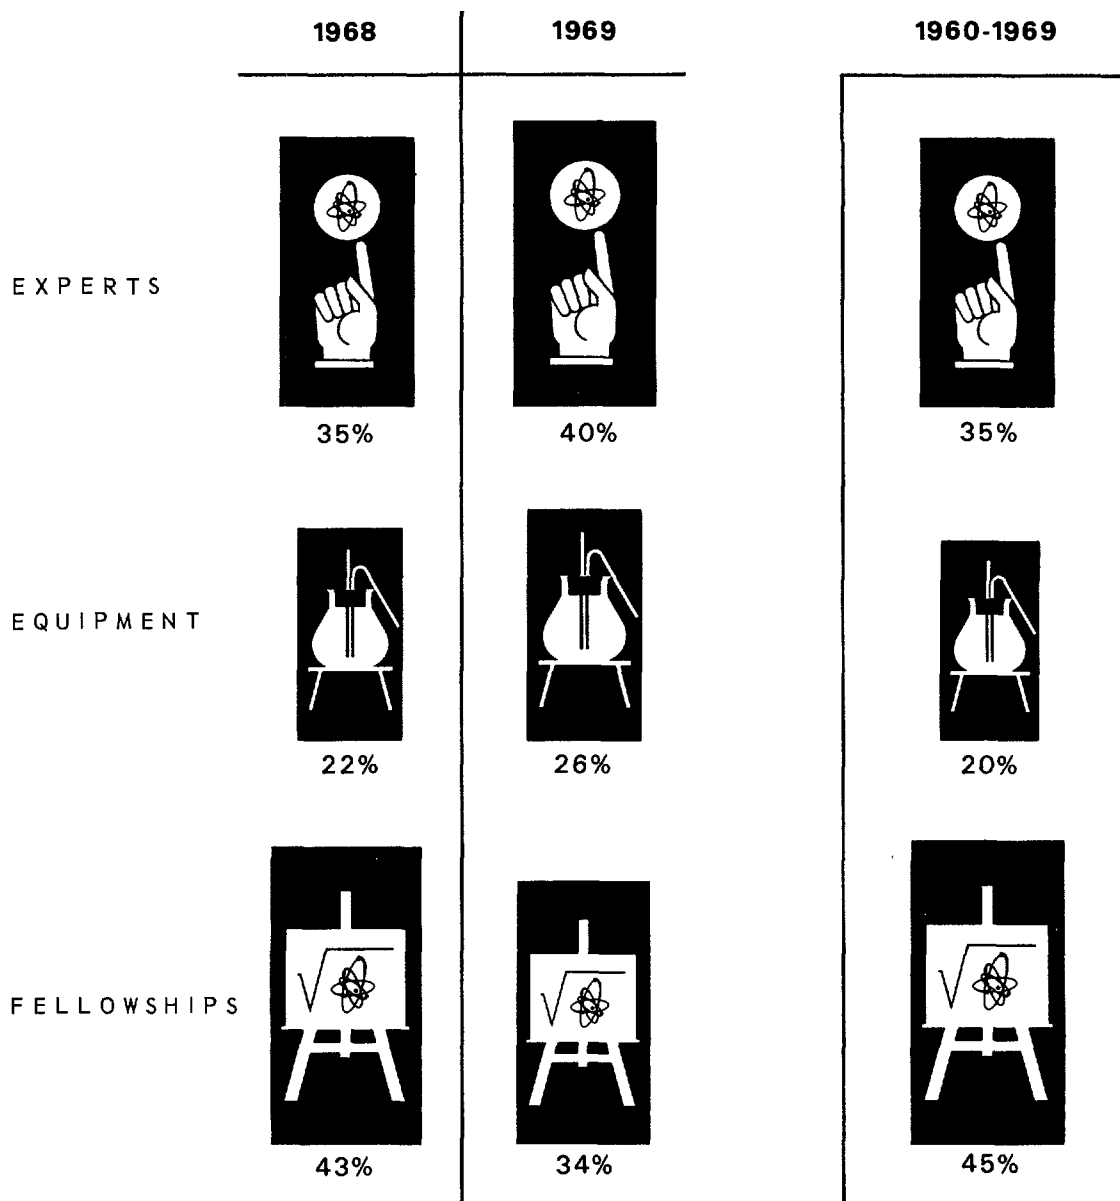 1968 1969 1960-1969
EXPERTS
35% 40% 35%
EQUIPMENT
22% 26% 20%
√ √ √
FELLOWSHIPS
43% 34% 45%